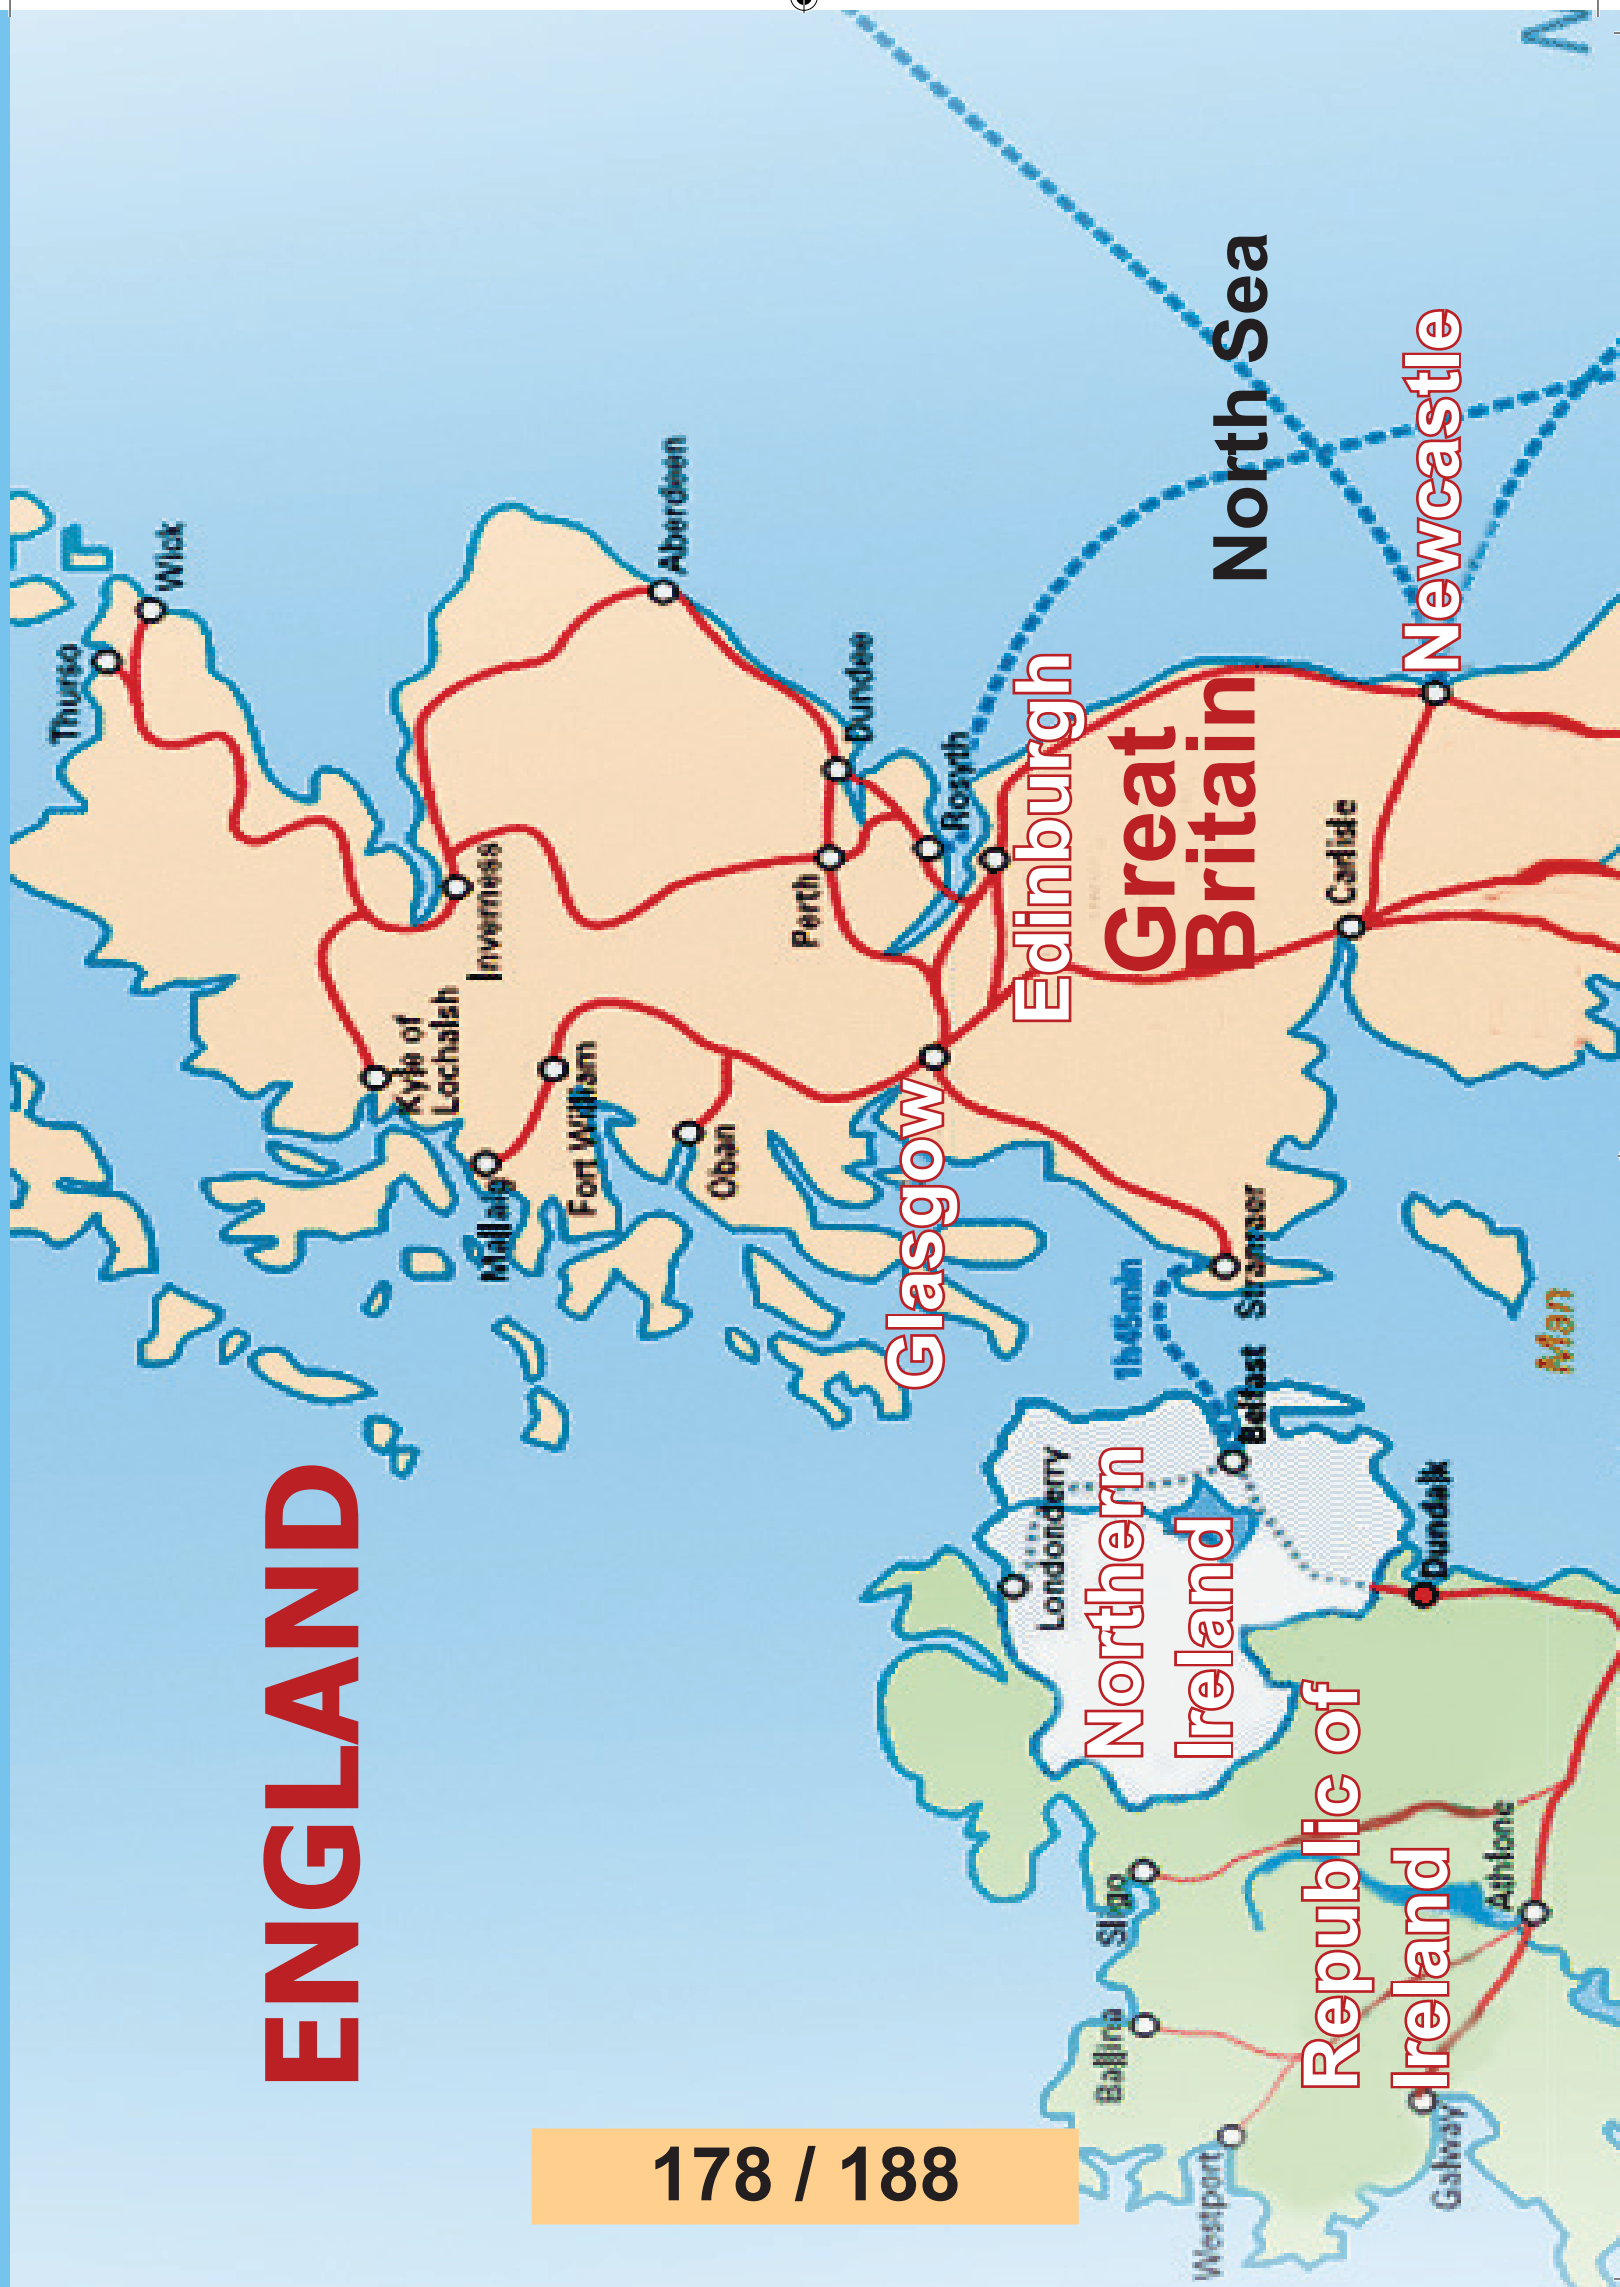 ENGLAND
Thurso
Wick
Inverness
Kyle of
Lochalsh
Mallaig
Fort William
Aberdeen
Oban
Perth
Dundee
Rosyth
Glasgow
Edinburgh
Great
Britain
North Sea
Newcastle
Carlisle
1h45min
Stranraer
Belfast
Londonderry
Northern
Ireland
Dundalk
Man
Republic of
Ireland
Sligo
Ballina
Athlone
Westport
Galway
178 / 188